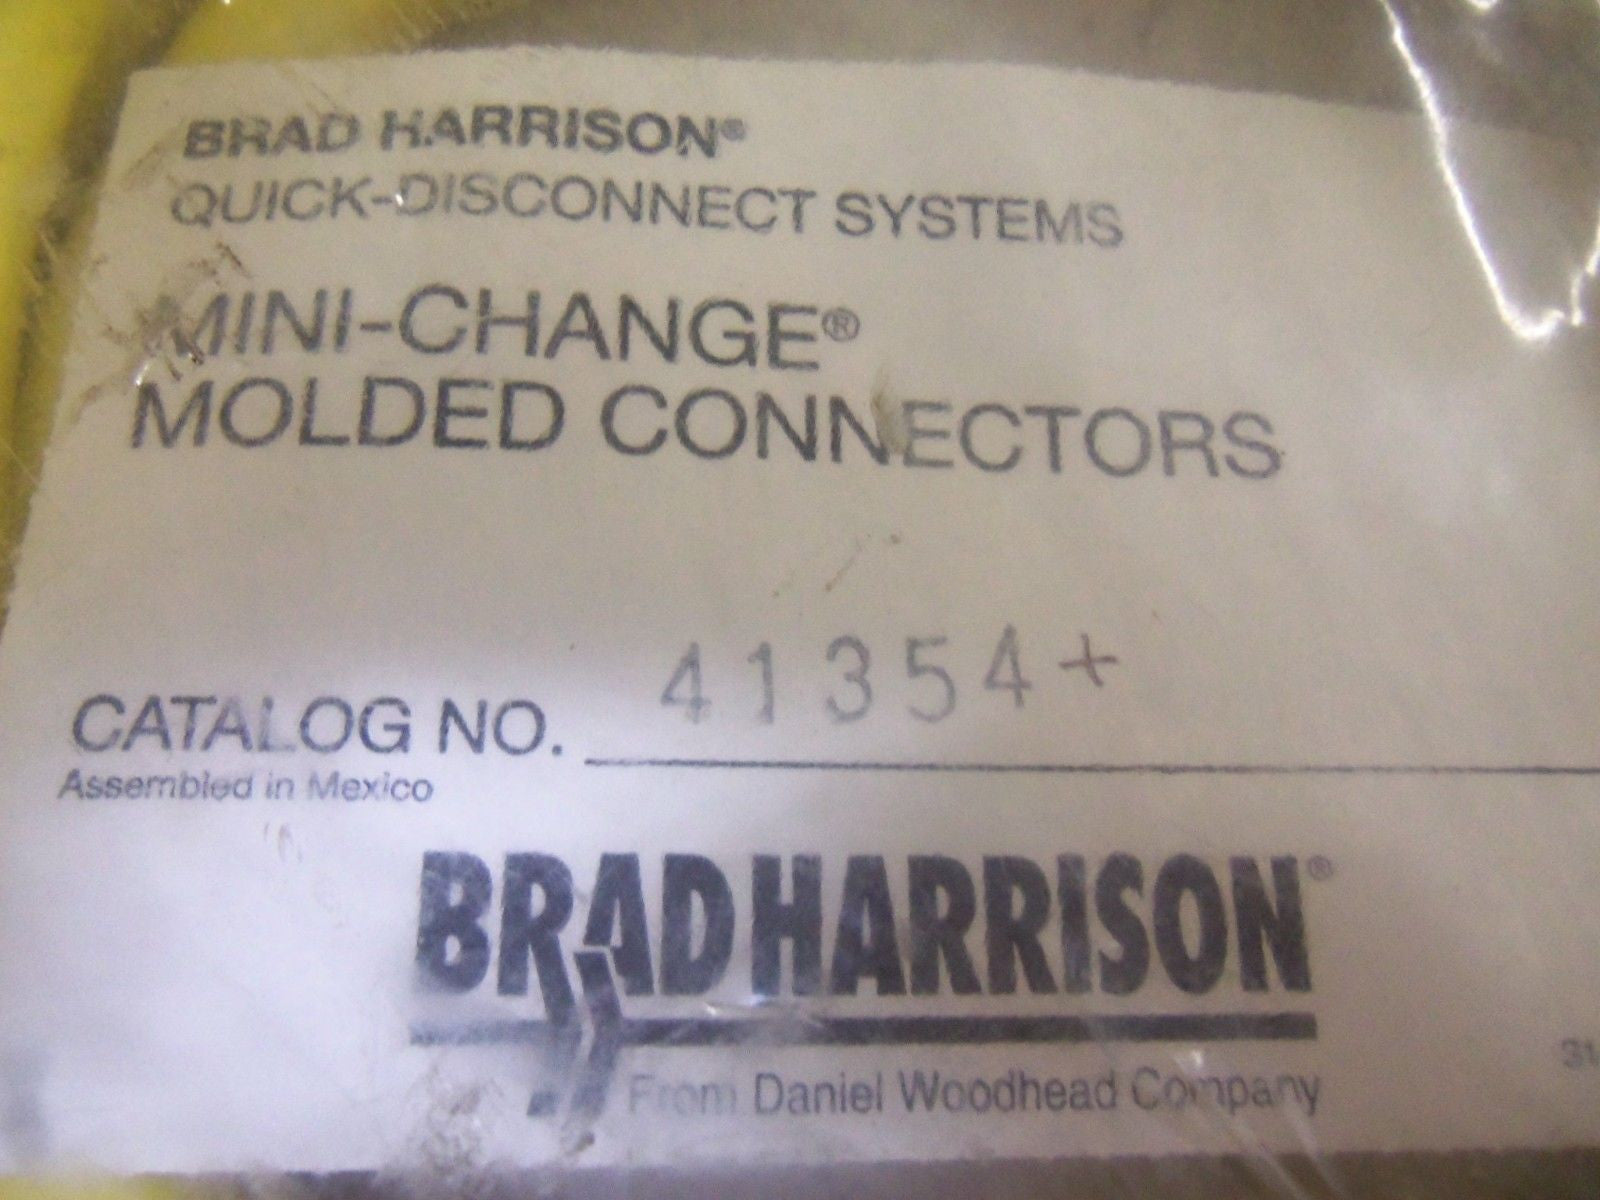 BRAD HARRISON®
QUICK-DISCONNECT SYSTEMS
MINI-CHANGE®
MOLDED CONNECTORS
41354+
CATALOG NO.
Assembled in Mexico
BRADHARRISON®
From Daniel Woodhead Company